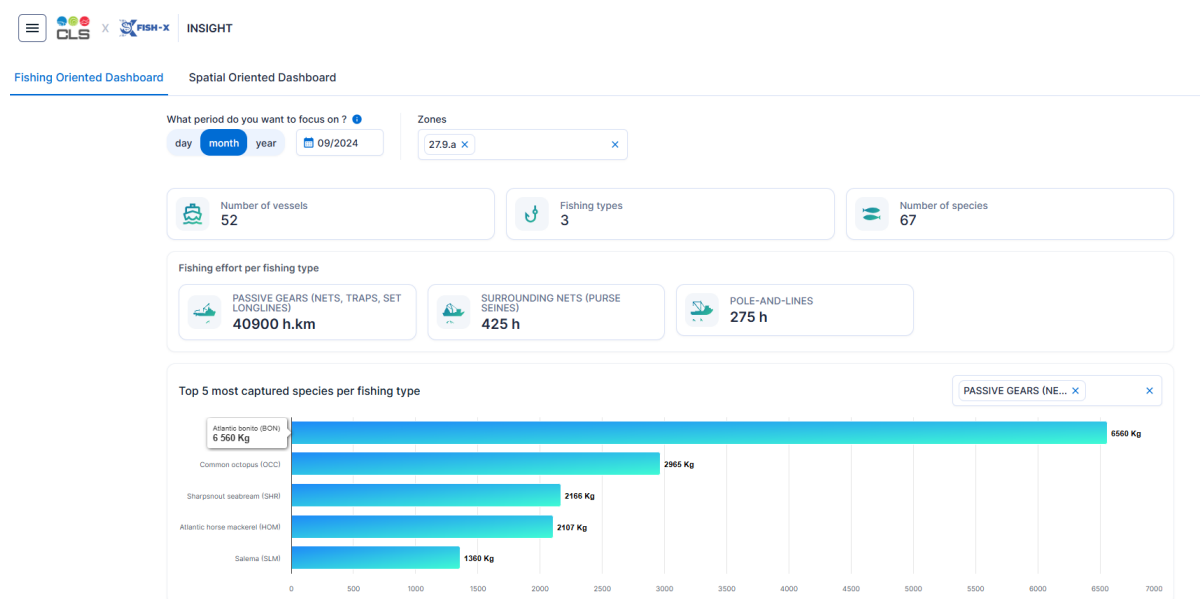 CLS X FISH-X INSIGHT
Fishing Oriented Dashboard Spatial Oriented Dashboard
What period do you want to focus on ? Zones
day month year 09/2024 27.9.a
Number of vessels
52
Fishing types
3
Number of species
67
Fishing effort per fishing type
PASSIVE GEARS (NETS, TRAPS, SET
LONGLINES)
40900 h.km
SURROUNDING NETS (PURSE
SEINES)
425 h
POLE-AND-LINES
275 h
Top 5 most captured species per fishing type PASSIVE GEARS (NE...
Atlantic bonito (BON)
6 560 Kg
6560 Kg
Common octopus (OCC) 2965 Kg
Sharpsnout seabream (SHR) 2166 Kg
Atlantic horse mackerel (HOM) 2107 Kg
Salema (SLM) 1360 Kg
0 500 1000 1500 2000 2500 3000 3500 4000 4500 5000 5500 6000 6500 7000